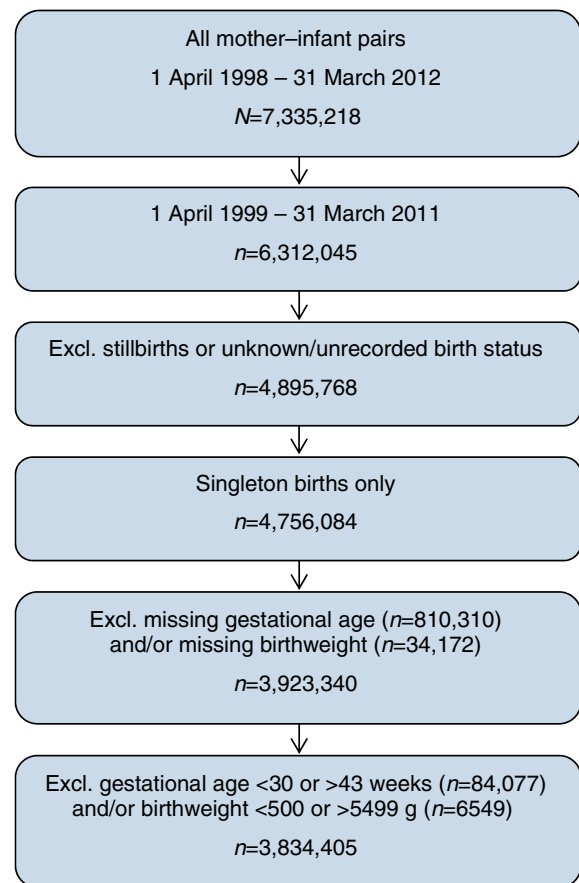 All mother–infant pairs
1 April 1998 – 31 March 2012
N=7,335,218
1 April 1999 – 31 March 2011
n=6,312,045
Excl. stillbirths or unknown/unrecorded birth status
n=4,895,768
Singleton births only
n=4,756,084
Excl. missing gestational age (n=810,310)
and/or missing birthweight (n=34,172)
n=3,923,340
Excl. gestational age <30 or >43 weeks (n=84,077)
and/or birthweight <500 or >5499 g (n=6549)
n=3,834,405